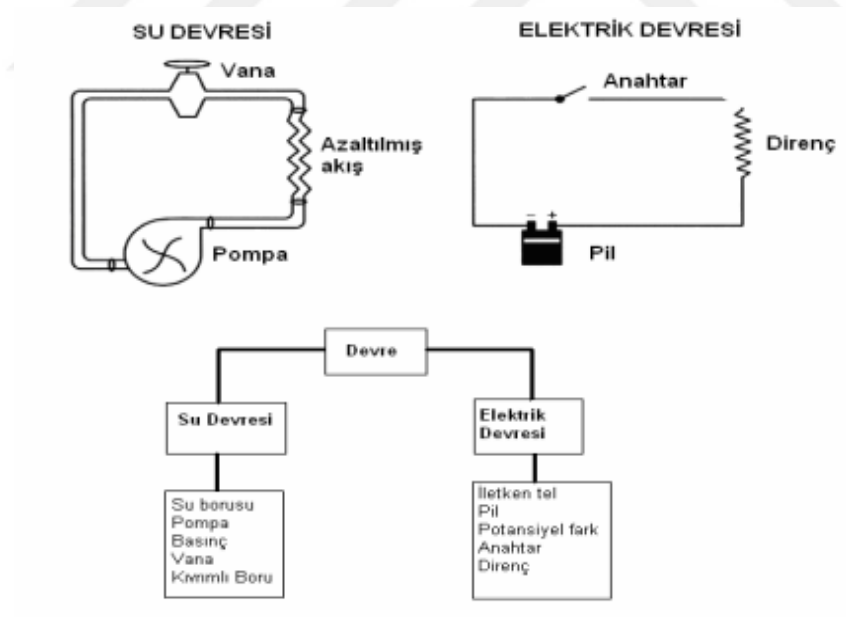 SU DEVRESİ
Vana
Azaltılmış
akış
Pompa
ELEKTRİK DEVRESİ
Anahtar
Direnç
- +
Pil
Devre
Su Devresi
Elektrik
Devresi
Su borusu
Pompa
Basınç
Vana
Kıvrımlı Boru
İletken tel
Pil
Potansiyel fark
Anahtar
Direnç